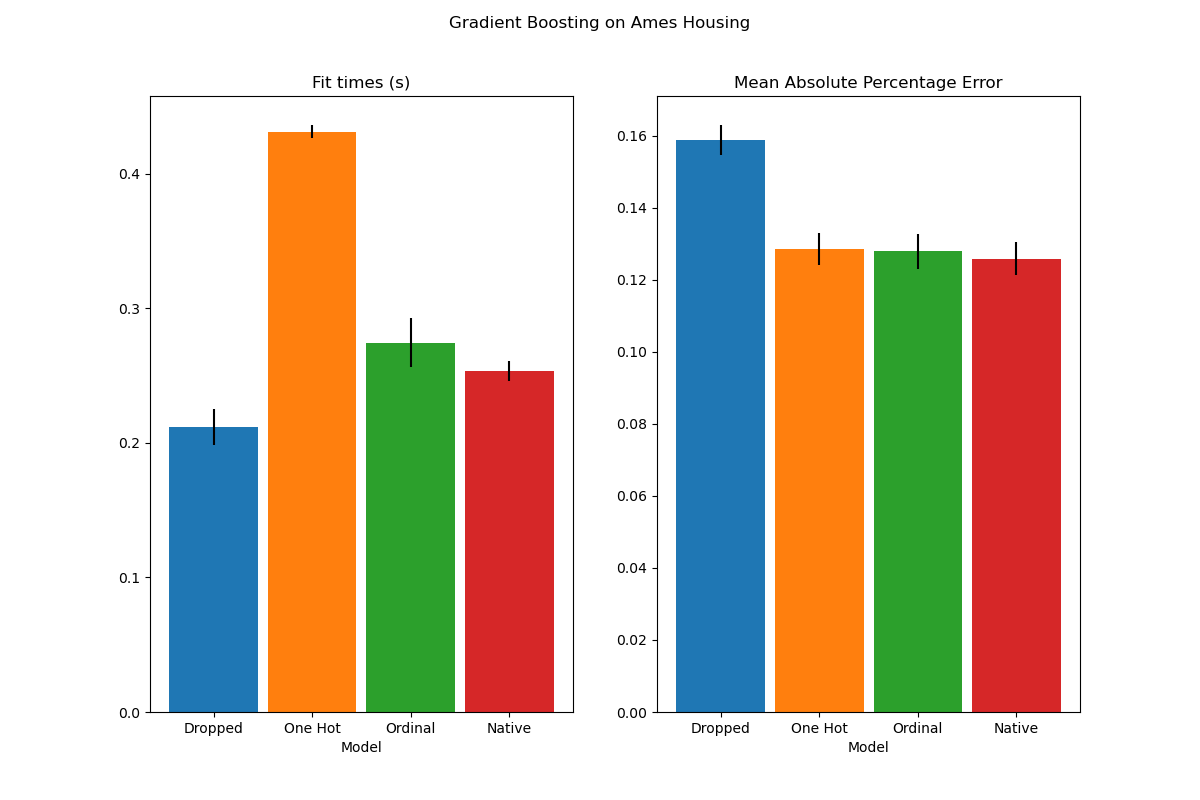 Gradient Boosting on Ames Housing
Fit times (s)
0.4
0.3
0.2
0.1
0.0
Dropped One Hot Ordinal Native
Model
Mean Absolute Percentage Error
0.16
0.14
0.12
0.10
0.08
0.06
0.04
0.02
0.00
Dropped One Hot Ordinal Native
Model